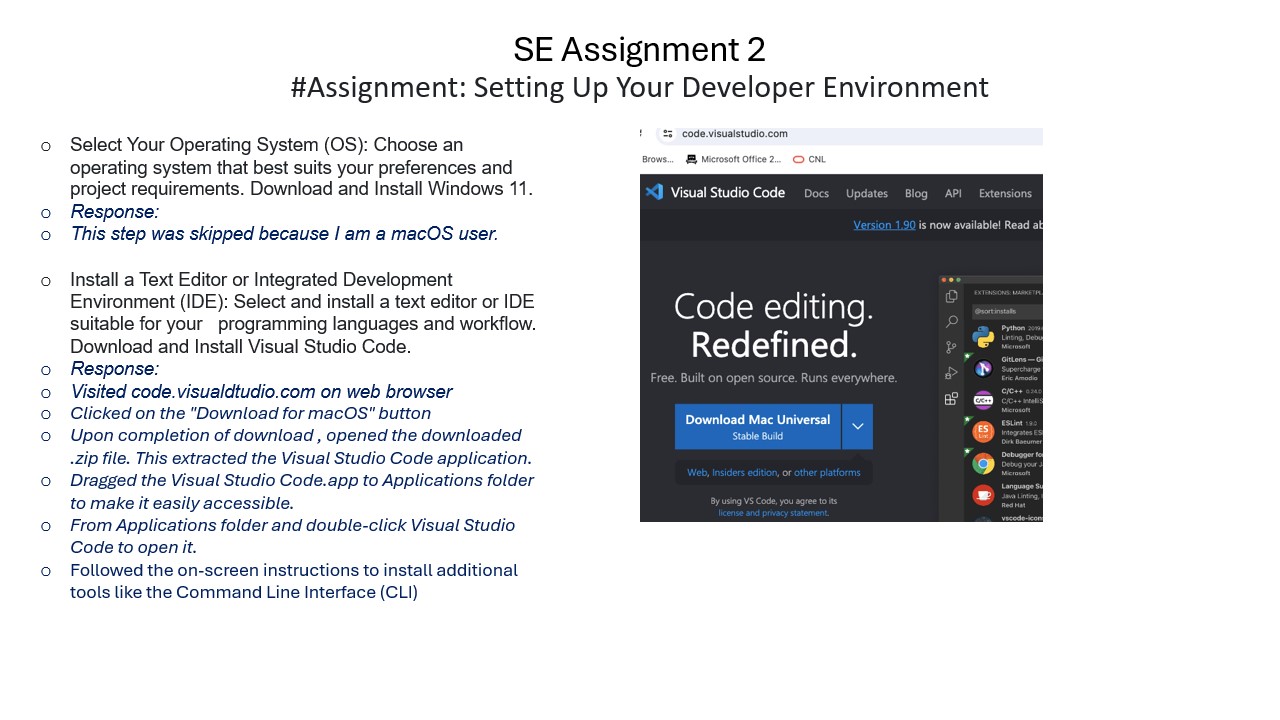 SE Assignment 2
#Assignment: Setting Up Your Developer Environment
o Select Your Operating System (OS): Choose an
operating system that best suits your preferences and
project requirements. Download and Install Windows 11.
o Response:
o This step was skipped because I am a macOS user.
o Install a Text Editor or Integrated Development
Environment (IDE): Select and install a text editor or IDE
suitable for your programming languages and workflow.
Download and Install Visual Studio Code.
o Response:
o Visited code.visualdtudio.com on web browser
o Clicked on the "Download for macOS" button
o Upon completion of download , opened the downloaded
.zip file. This extracted the Visual Studio Code application.
o Dragged the Visual Studio Code.app to Applications folder
to make it easily accessible.
o From Applications folder and double-click Visual Studio
Code to open it.
o Followed the on-screen instructions to install additional
tools like the Command Line Interface (CLI)
code.visualstudio.com
Brows... Microsoft Office 2... CNL
Visual Studio Code Docs Updates Blog API Extensions
Version 1.90 is now available! Read ab
Code editing.
Redefined.
Free. Built on open source. Runs everywhere.
Download Mac Universal
Stable Build
Web, Insiders edition, or other platforms
By using VS Code, you agree to its
license and privacy statement.
EXTENSIONS: MARKETPL
@sort:installs
Python
Linting, Debu
Microsoft
GitLens — Gi
Supercharge
Eric Amodio
C/C++
C/C++ IntelliS
Microsoft
ESLint 1.9.2
Integrates ES
Dirk Baeumer
Debugger for
Debug your J
Microsoft
Language Su
Java Linting, I
Red Hat
vscode-icon